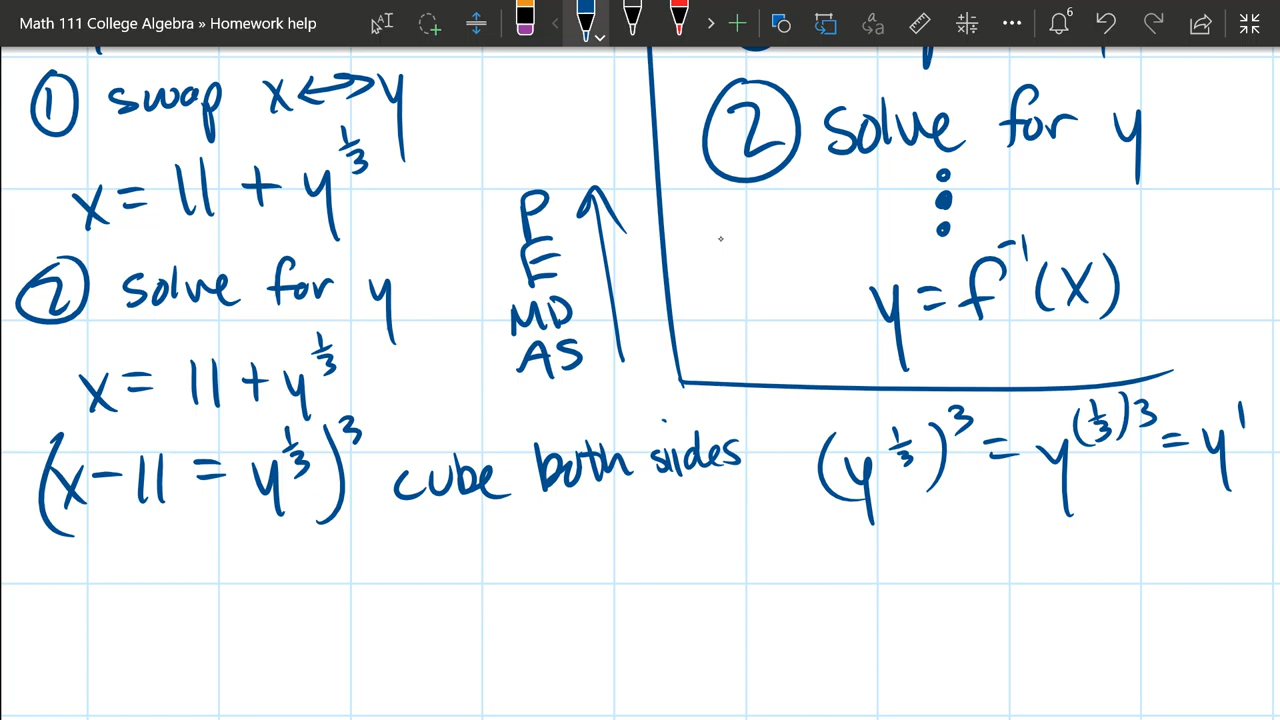 Math 111 College Algebra » Homework help
6
① swap x ↔ y
x = 11 + y^(1/3)
② solve for y
x = 11 + y^(1/3)
(x - 11 = y^(1/3))^3 cube both sides
P
E
MD
AS
② solve for y
⋮
y = f^-1(x)
(y^(1/3))^3 = y^((1/3)3) = y^1